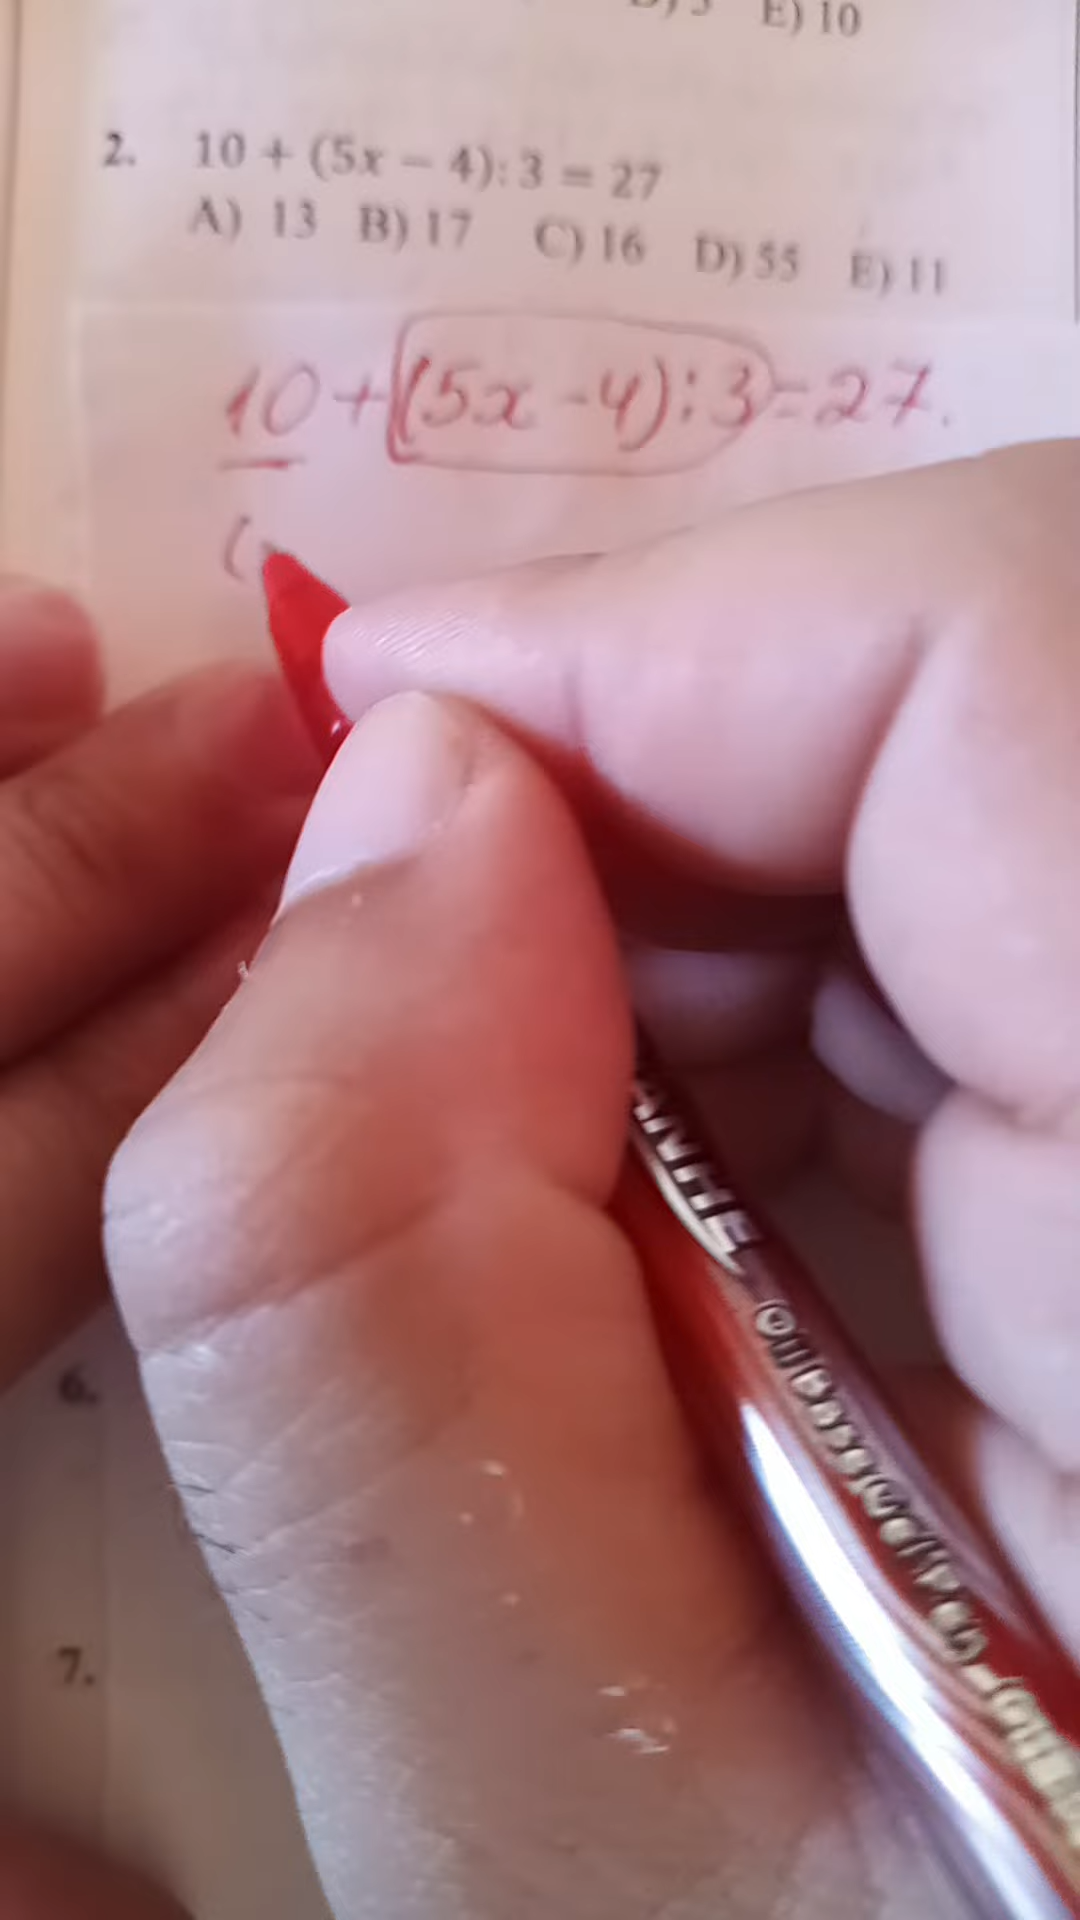 E) 10
2. 10 + (5x − 4):3 = 27
A) 13 B) 17 C) 16 D) 55 E) 11
10+(5x-4):3=27.
(
6.
7.